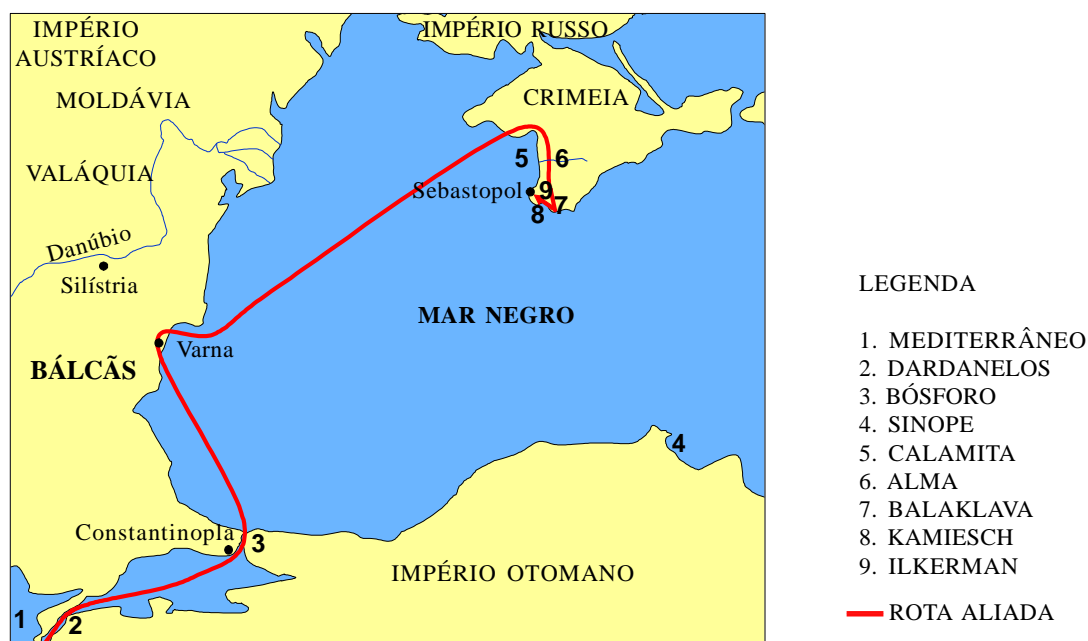 IMPÉRIO
AUSTRÍACO
IMPÉRIO RUSSO
MOLDÁVIA
CRIMEIA
VALÁQUIA
5
6
Sebastopol
9
8
7
Danúbio
Silístria
MAR NEGRO
Varna
BÁLCÃS
4
Constantinopla
3
IMPÉRIO OTOMANO
1
2
LEGENDA
1. MEDITERRÂNEO
2. DARDANELOS
3. BÓSFORO
4. SINOPE
5. CALAMITA
6. ALMA
7. BALAKLAVA
8. KAMIESCH
9. ILKERMAN
ROTA ALIADA